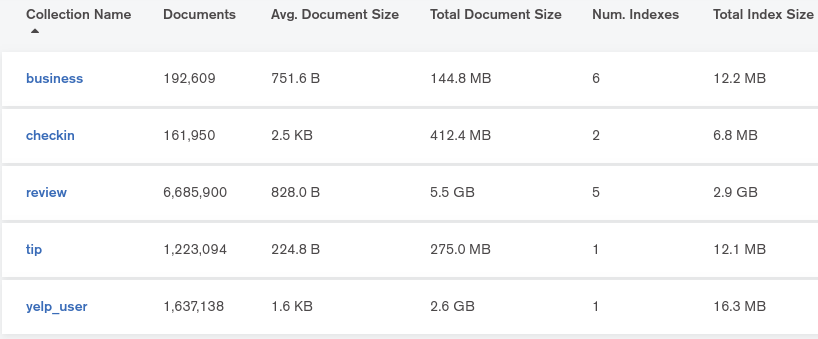 Collection Name Documents Avg. Document Size Total Document Size Num. Indexes Total Index Size
business 192,609 751.6 B 144.8 MB 6 12.2 MB
checkin 161,950 2.5 KB 412.4 MB 2 6.8 MB
review 6,685,900 828.0 B 5.5 GB 5 2.9 GB
tip 1,223,094 224.8 B 275.0 MB 1 12.1 MB
yelp_user 1,637,138 1.6 KB 2.6 GB 1 16.3 MB